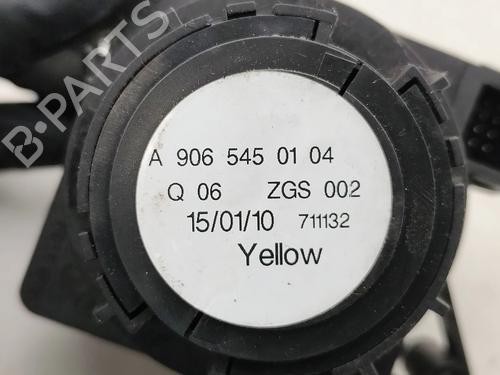 B-PARTS
A 906 545 01 04
Q 06 ZGS 002
15/01/10 711132
Yellow